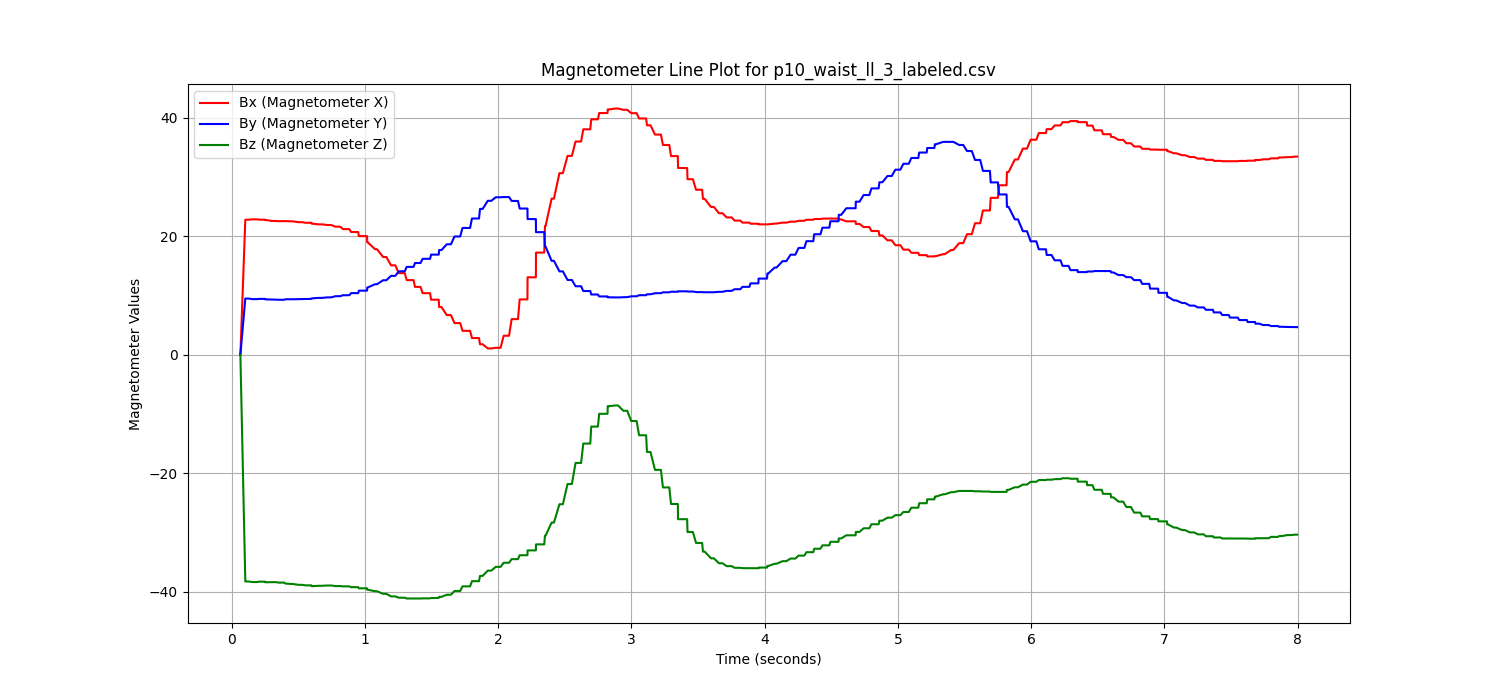 Magnetometer Line Plot for p10_waist_ll_3_labeled.csv
Bx (Magnetometer X)
By (Magnetometer Y)
Bz (Magnetometer Z)
Magnetometer Values
40
20
0
−20
−40
0 1 2 3 4 5 6 7 8
Time (seconds)